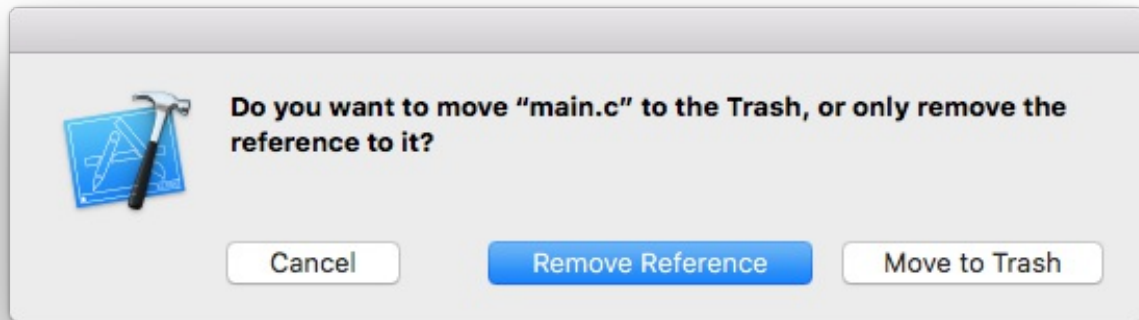 Do you want to move “main.c” to the Trash, or only remove the
reference to it?
Cancel
Remove Reference
Move to Trash